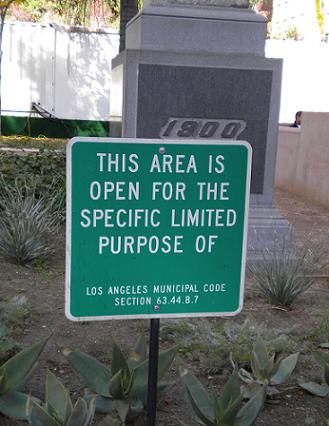 1900
THIS AREA IS
OPEN FOR THE
SPECIFIC LIMITED
PURPOSE OF
LOS ANGELES MUNICIPAL CODE
SECTION 63.44.B.7